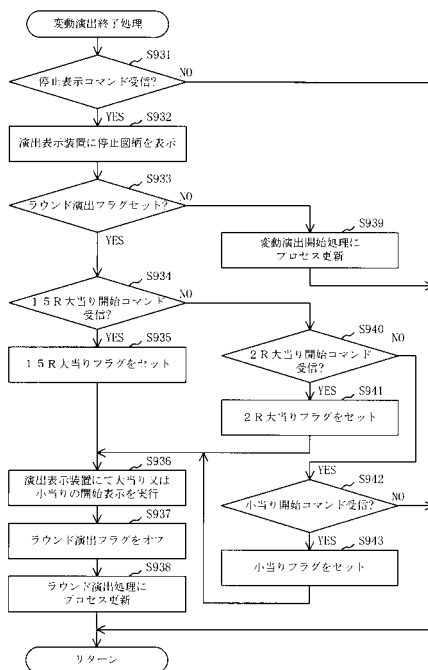 変動演出終了処理
S931
停止表示コマンド受信?
NO
YES
S932
演出表示装置に停止図柄を表示
S933
ラウンド演出フラグセット?
NO
YES
S939
変動演出開始処理に
プロセス更新
S934
15R大当り開始コマンド
受信?
NO
YES
S935
15R大当りフラグをセット
S940
2R大当り開始コマンド
受信?
NO
YES
S941
2R大当りフラグをセット
S936
演出表示装置にて大当り又は
小当りの開始表示を実行
YES
S942
小当り開始コマンド受信?
NO
S937
ラウンド演出フラグをオフ
YES
S943
小当りフラグをセット
S938
ラウンド演出処理に
プロセス更新
リターン